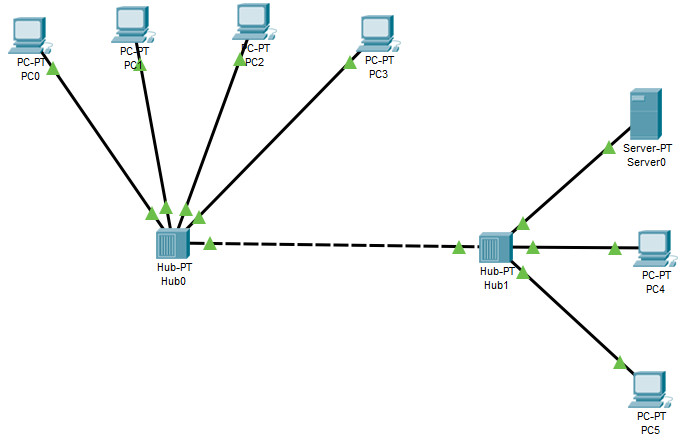 PC-PT
PC0
PC-PT
PC1
PC-PT
PC2
PC-PT
PC3
Server-PT
Server0
Hub-PT
Hub0
Hub-PT
Hub1
PC-PT
PC4
PC-PT
PC5